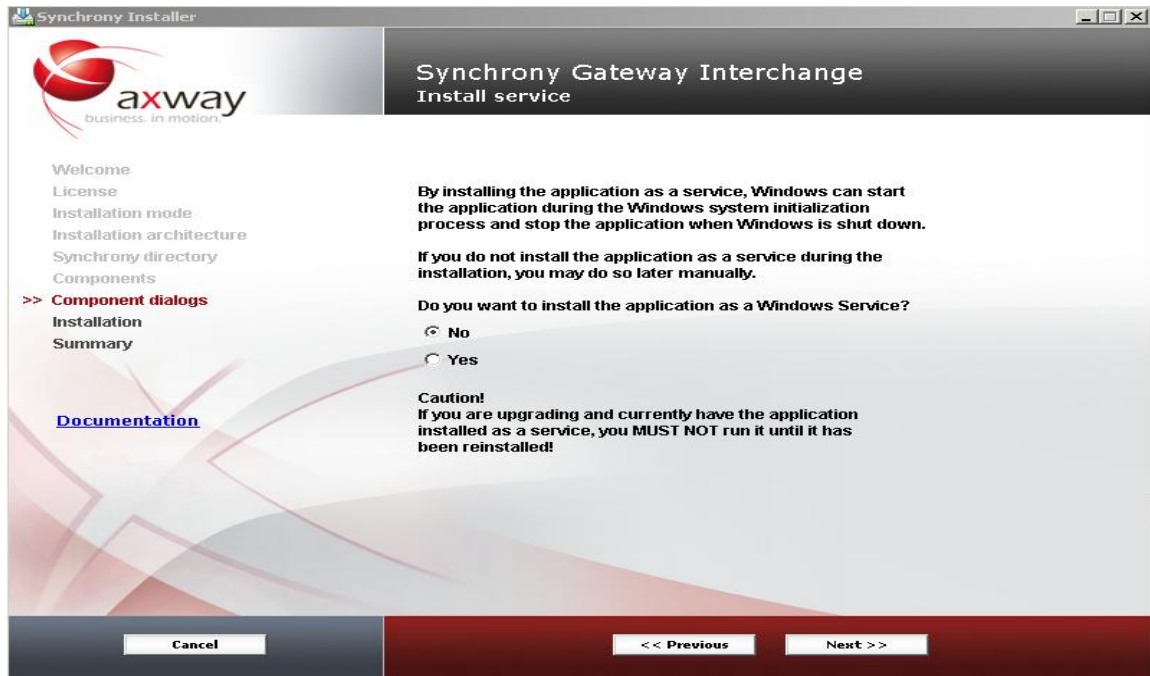 Synchrony Installer
axway
business. in motion.
Synchrony Gateway Interchange
Install service
Welcome
License
Installation mode
Installation architecture
Synchrony directory
Components
>> Component dialogs
Installation
Summary
Documentation
By installing the application as a service, Windows can start
the application during the Windows system initialization
process and stop the application when Windows is shut down.
If you do not install the application as a service during the
installation, you may do so later manually.
Do you want to install the application as a Windows Service?
No
Yes
Caution!
If you are upgrading and currently have the application
installed as a service, you MUST NOT run it until it has
been reinstalled!
Cancel
<< Previous
Next >>